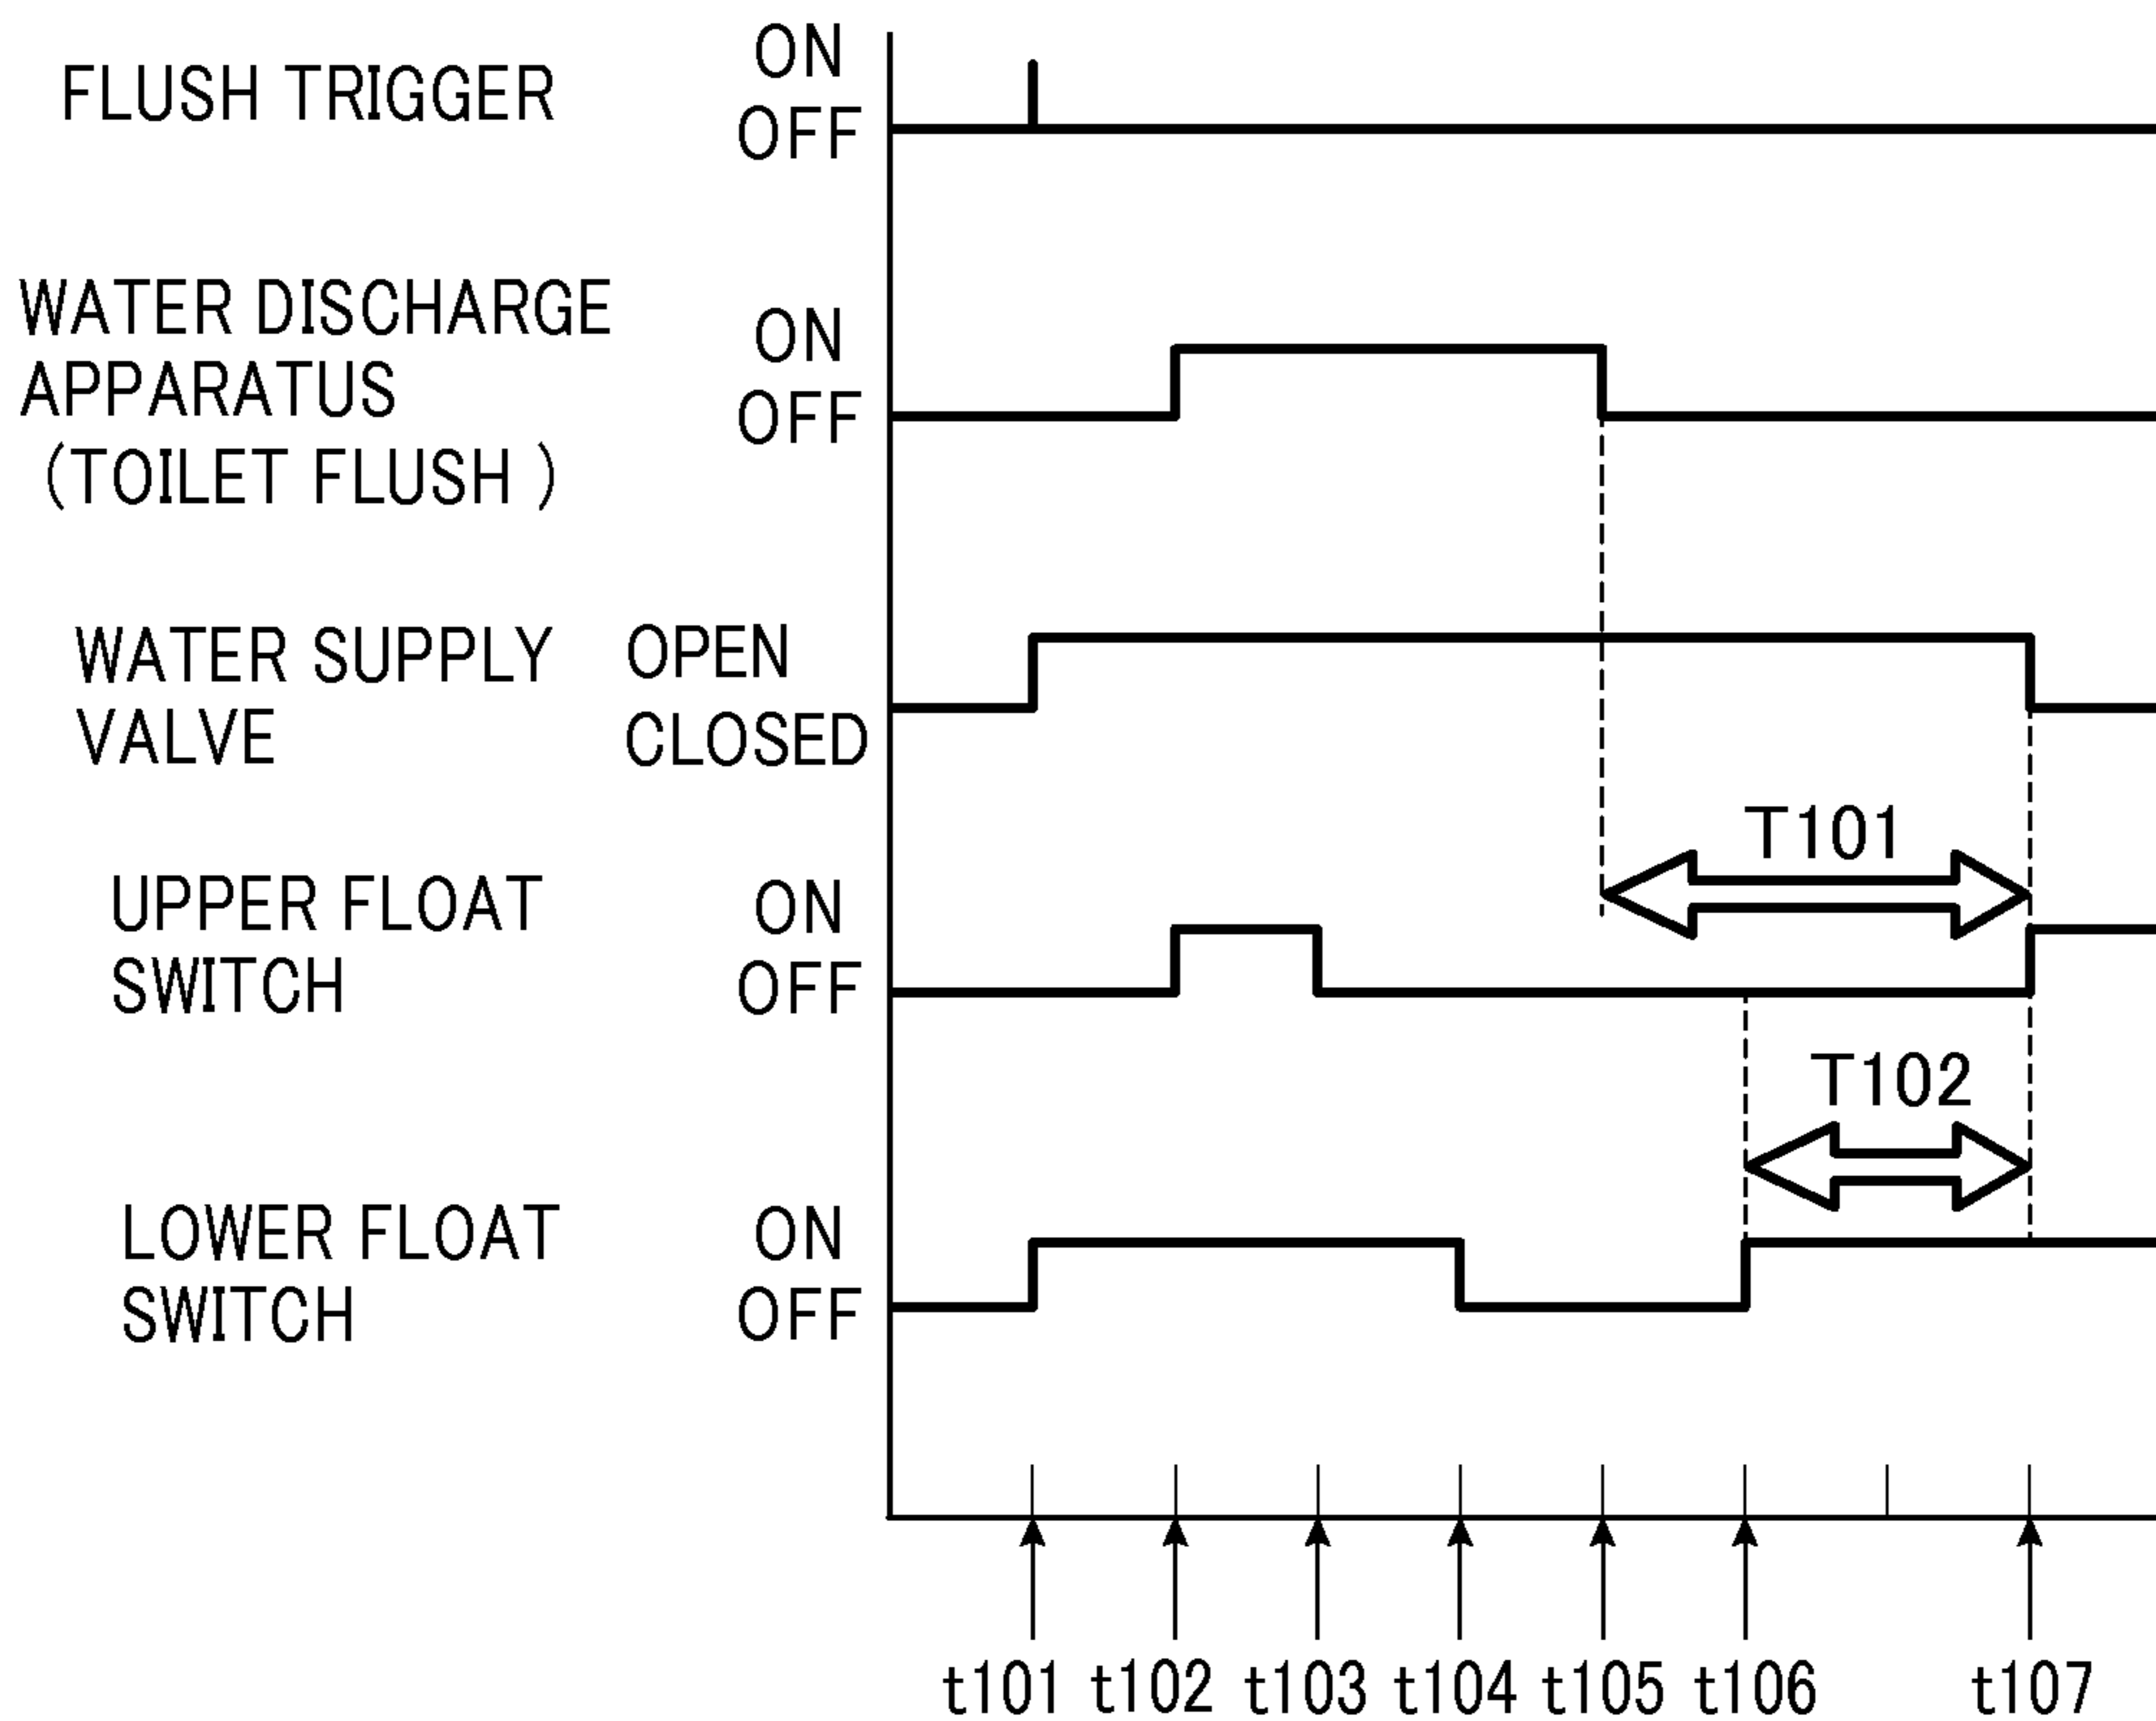 FLUSH TRIGGER
ON
OFF
WATER DISCHARGE
APPARATUS
(TOILET FLUSH )
ON
OFF
WATER SUPPLY
VALVE
OPEN
CLOSED
T101
UPPER FLOAT
SWITCH
ON
OFF
T102
LOWER FLOAT
SWITCH
ON
OFF
t101 t102 t103 t104 t105 t106 t107